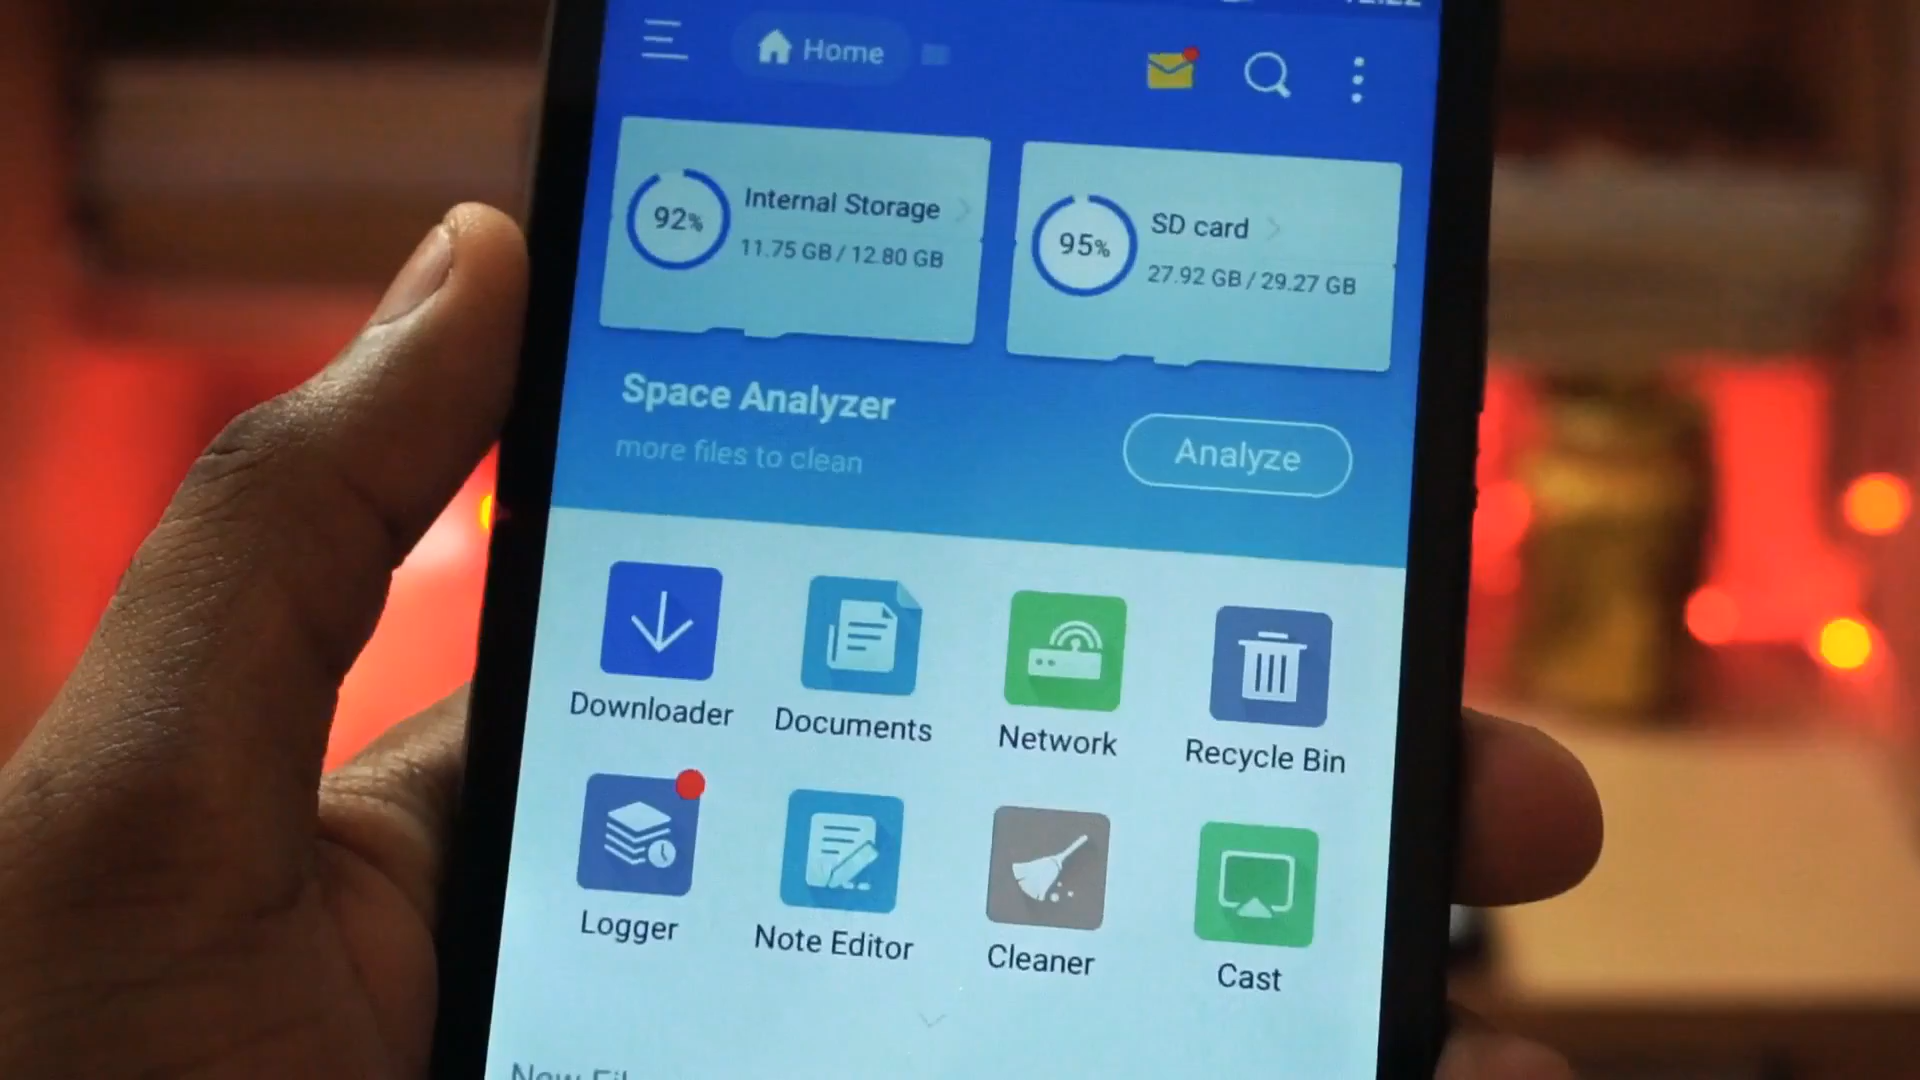 Home
92%
Internal Storage
11.75 GB / 12.80 GB
95%
SD card
27.92 GB / 29.27 GB
Space Analyzer
more files to clean
Analyze
Downloader
Documents
Network
Recycle Bin
Logger
Note Editor
Cleaner
Cast